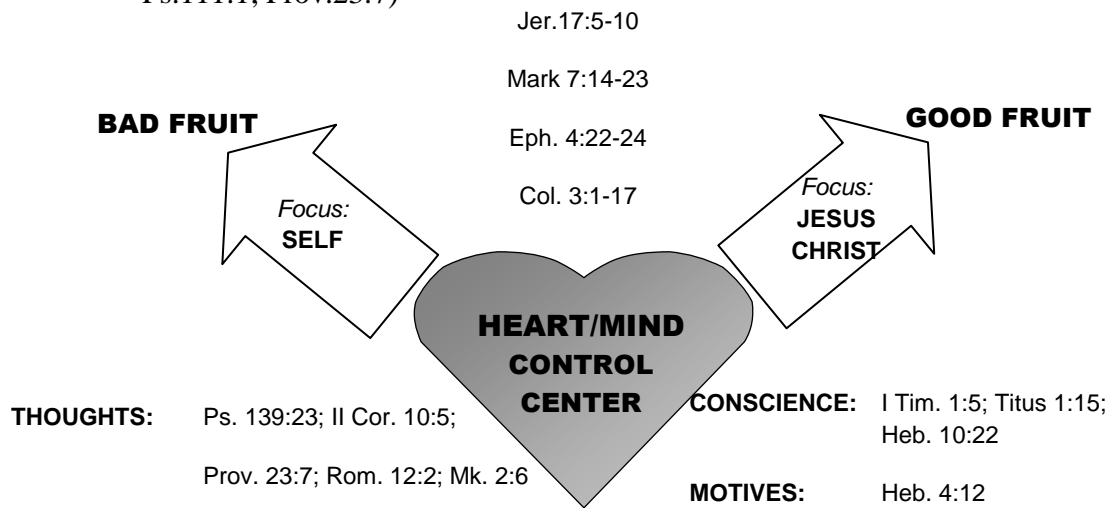 Jer.17:5-10
Mark 7:14-23
BAD FRUIT
GOOD FRUIT
Eph. 4:22-24
Col. 3:1-17
Focus:
SELF
Focus:
JESUS
CHRIST
HEART/MIND
CONTROL
CENTER
THOUGHTS: Ps. 139:23; II Cor. 10:5;
Prov. 23:7; Rom. 12:2; Mk. 2:6
CONSCIENCE: I Tim. 1:5; Titus 1:15;
Heb. 10:22
MOTIVES: Heb. 4:12